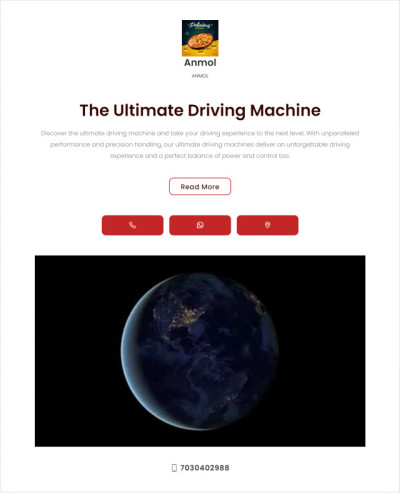 Delicious
Anmol
ANMOL
The Ultimate Driving Machine
Discover the ultimate driving machine and take your driving experience to the next level. With unparalleled
performance and precision handling, our ultimate driving machines deliver an unforgettable driving
experience and a perfect balance of power and control too.
Read More
7030402988